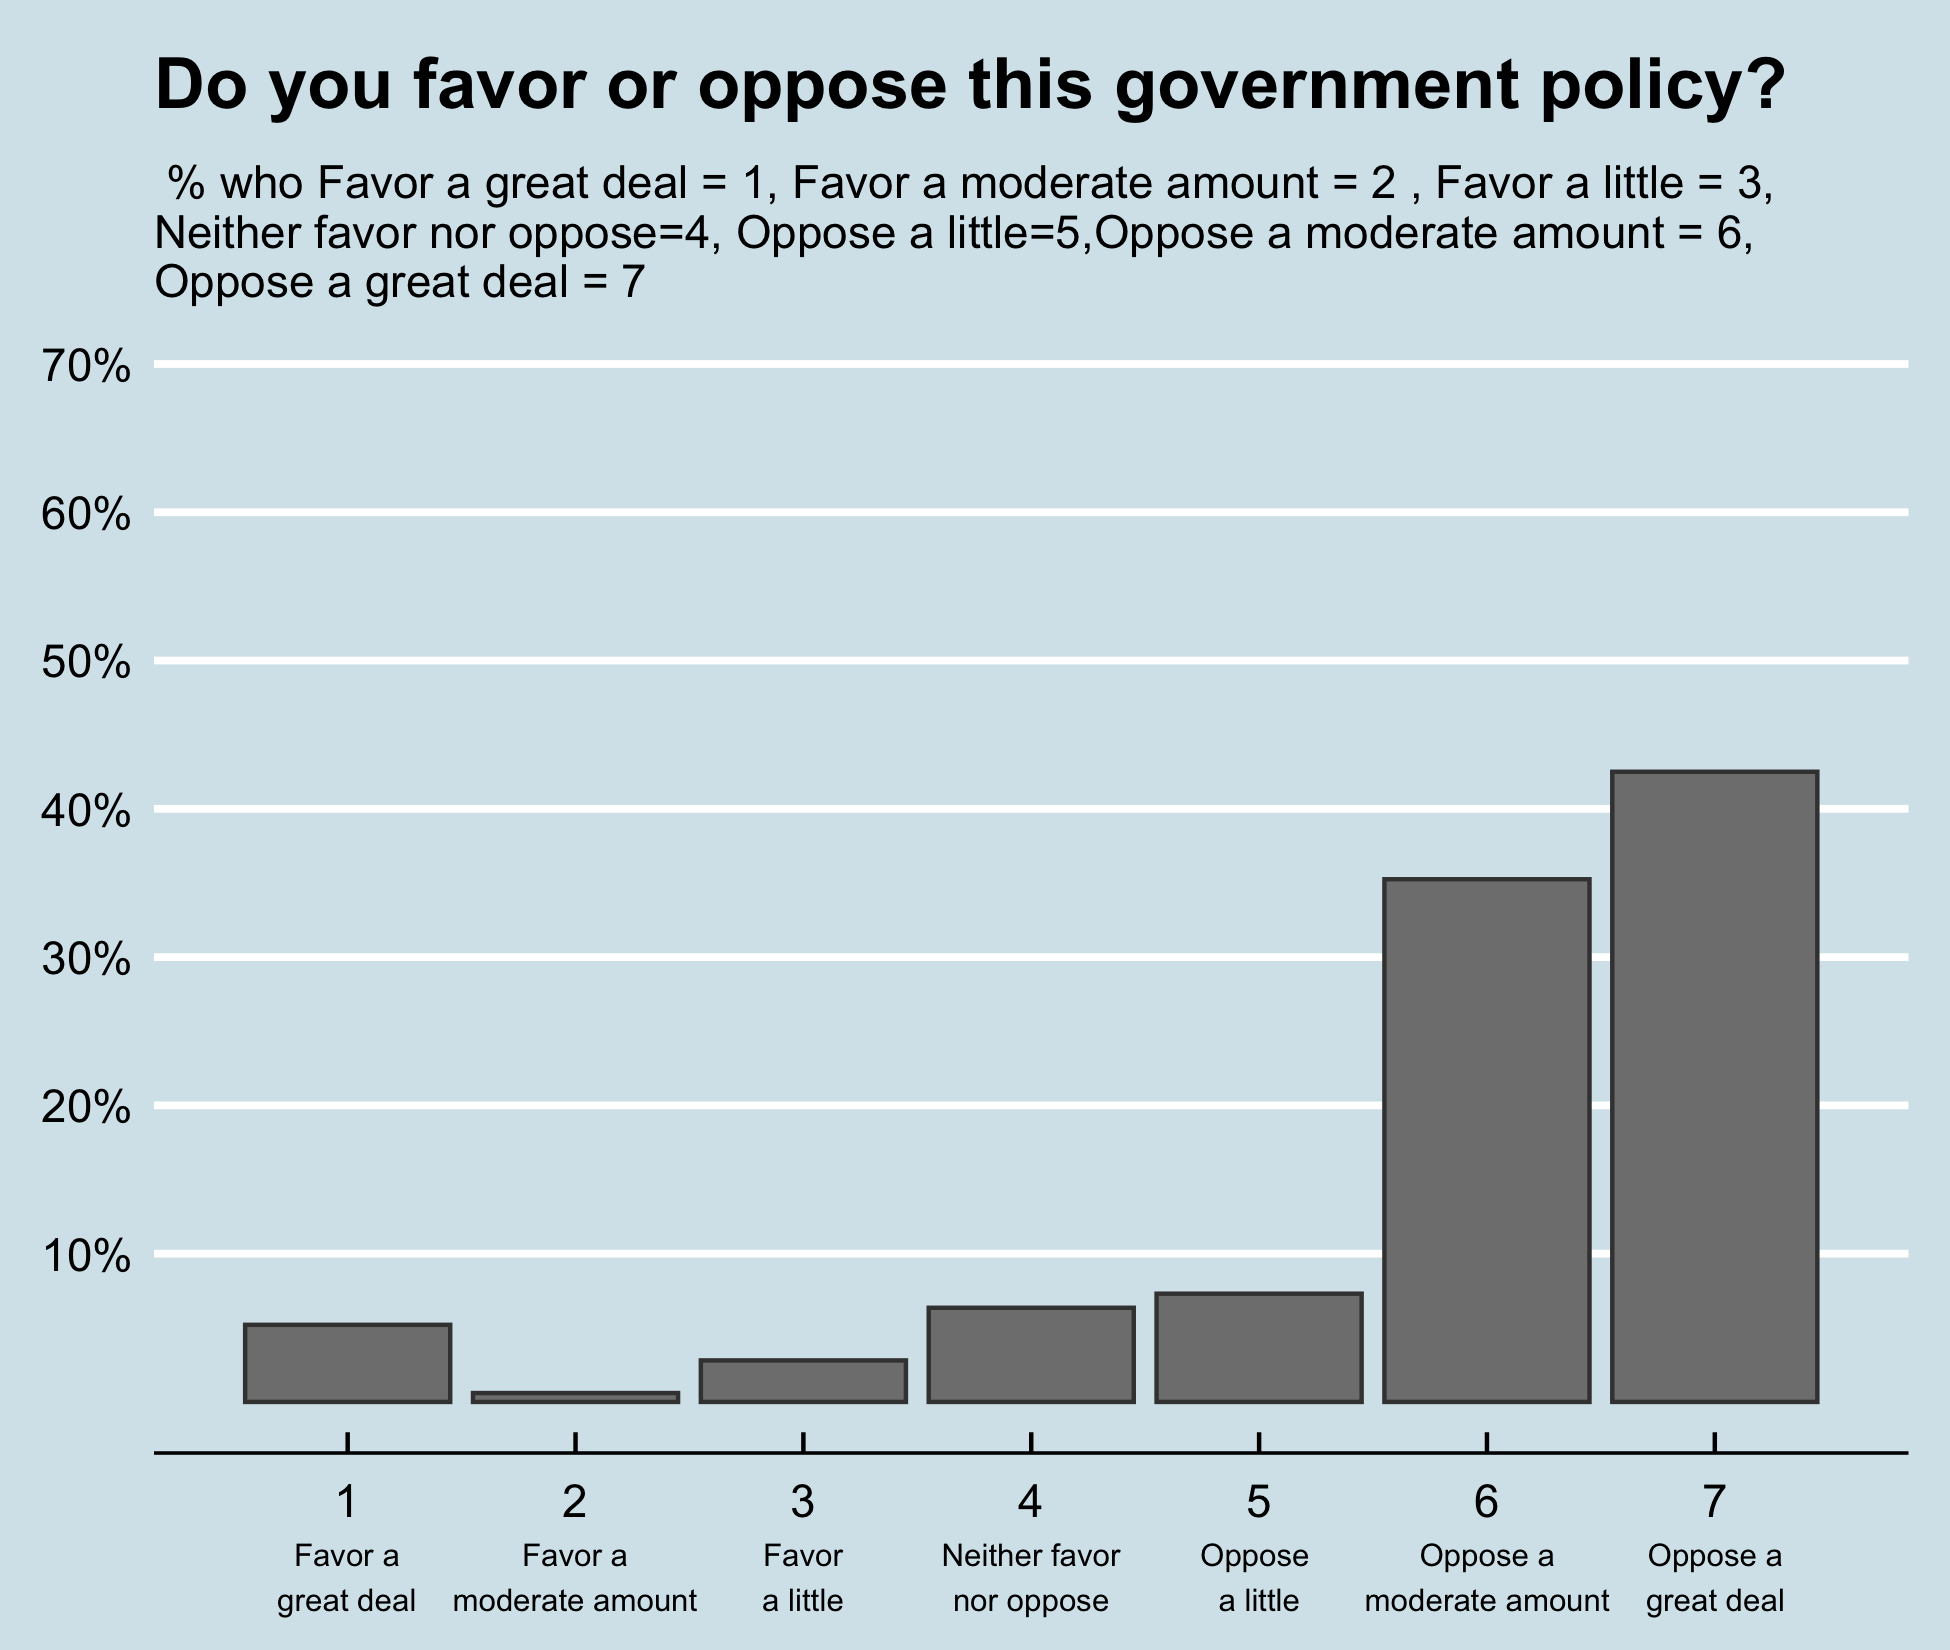 Do you favor or oppose this government policy?
% who Favor a great deal = 1, Favor a moderate amount = 2 , Favor a little = 3,
Neither favor nor oppose=4, Oppose a little=5,Oppose a moderate amount = 6,
Oppose a great deal = 7
70%
60%
50%
40%
30%
20%
10%
1 2 3 4 5 6 7
Favor a Favor a Favor Neither favor Oppose Oppose a Oppose a
great deal moderate amount a little nor oppose a little moderate amount great deal